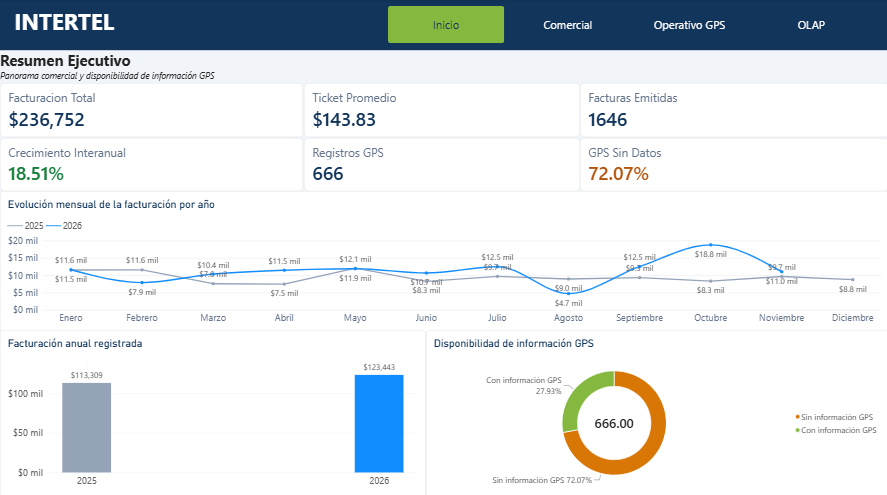 INTERTEL
Inicio
Comercial
Operativo GPS
OLAP
Resumen Ejecutivo
Panorama comercial y disponibilidad de información GPS
Facturacion Total
$236,752
Ticket Promedio
$143.83
Facturas Emitidas
1646
Crecimiento Interanual
18.51%
Registros GPS
666
GPS Sin Datos
72.07%
Evolución mensual de la facturación por año
2025 2026
$20 mil
$15 mil
$10 mil
$5 mil
$0 mil
$11.6 mil
$11.5 mil
$11.6 mil
$7.9 mil
$10.4 mil
$11.5 mil
$7.5 mil
$12.1 mil
$11.9 mil
$10.7 mil
$8.3 mil
$12.5 mil
$9.7 mil
$9.0 mil
$4.7 mil
$12.5 mil
$9.3 mil
$18.8 mil
$8.3 mil
$9.7 mil
$11.0 mil
$8.8 mil
Enero Febrero Marzo Abril Mayo Junio Julio Agosto Septiembre Octubre Noviembre Diciembre
Facturación anual registrada
$100 mil
$50 mil
$0 mil
$113,309
$123,443
2025 2026
Disponibilidad de información GPS
Con información GPS
27.93%
666.00
Sin información GPS 72.07%
Sin información GPS
Con información GPS